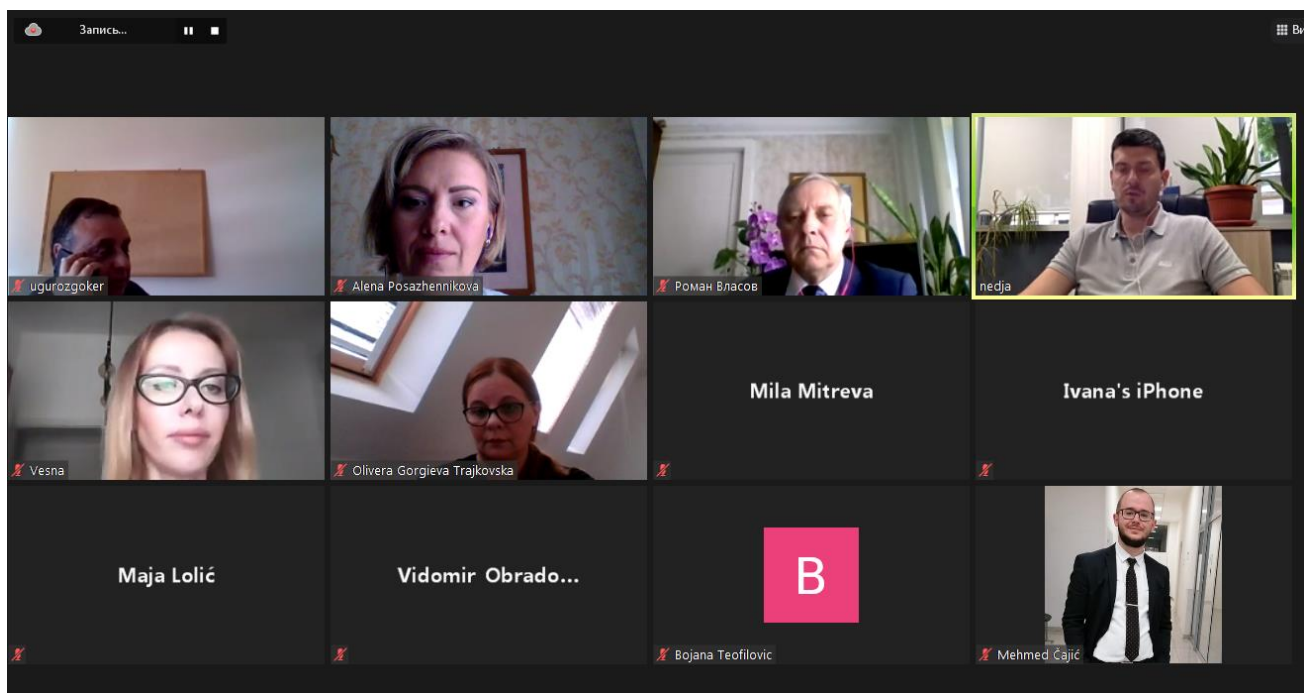 Запись...
Ви
ugurozgoker
Alena Posazhennikova
Роман Власов
nedja
Vesna
Olivera Gorgieva Trajkovska
Mila Mitreva
Ivana's iPhone
Maja Lolić
Vidomir Obrado...
B
Bojana Teofilovic
Mehmed Čajić